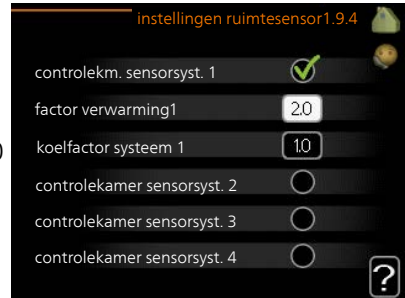 instellingen ruimtesensor1.9.4
controlekm. sensorsyst. 1
factor verwarming1 2.0
koelfactor systeem 1 1.0
controlekamer sensorsyst. 2
controlekamer sensorsyst. 3
controlekamer sensorsyst. 4
?